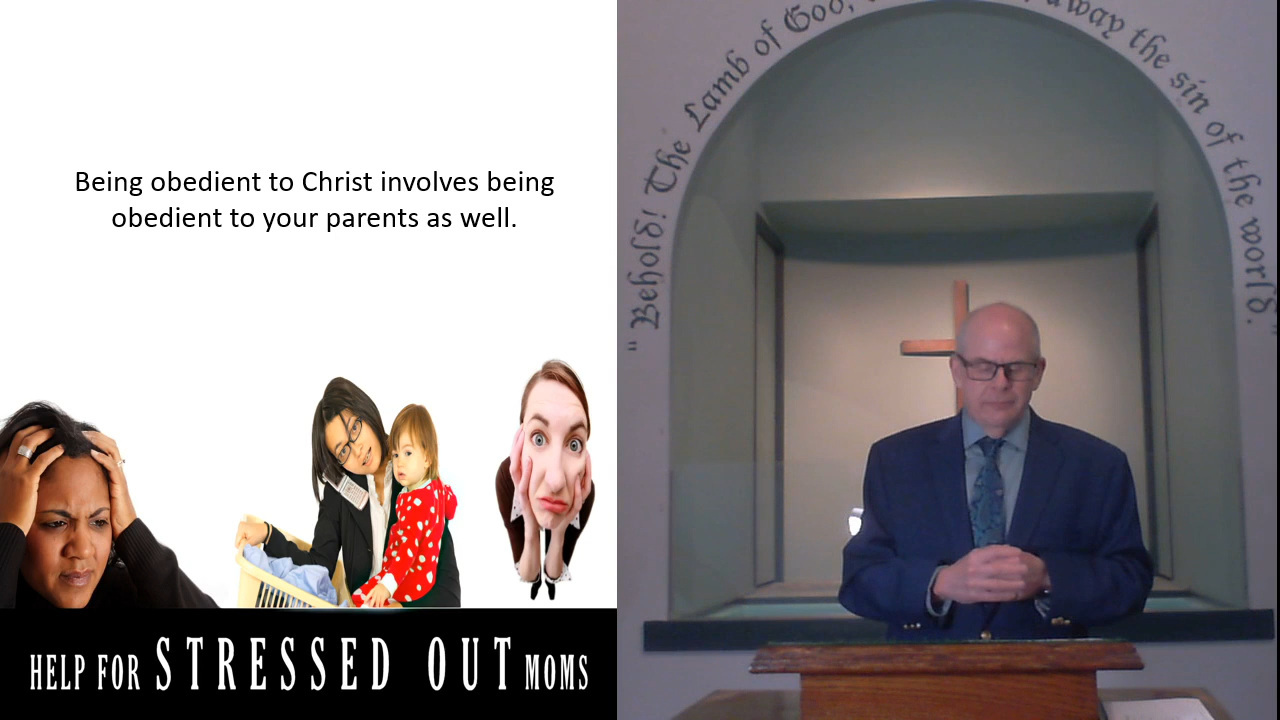 Being obedient to Christ involves being
obedient to your parents as well.
HELP FOR STRESSED OUT MOMS
"Behold! The Lamb of God, away the sin of the world."